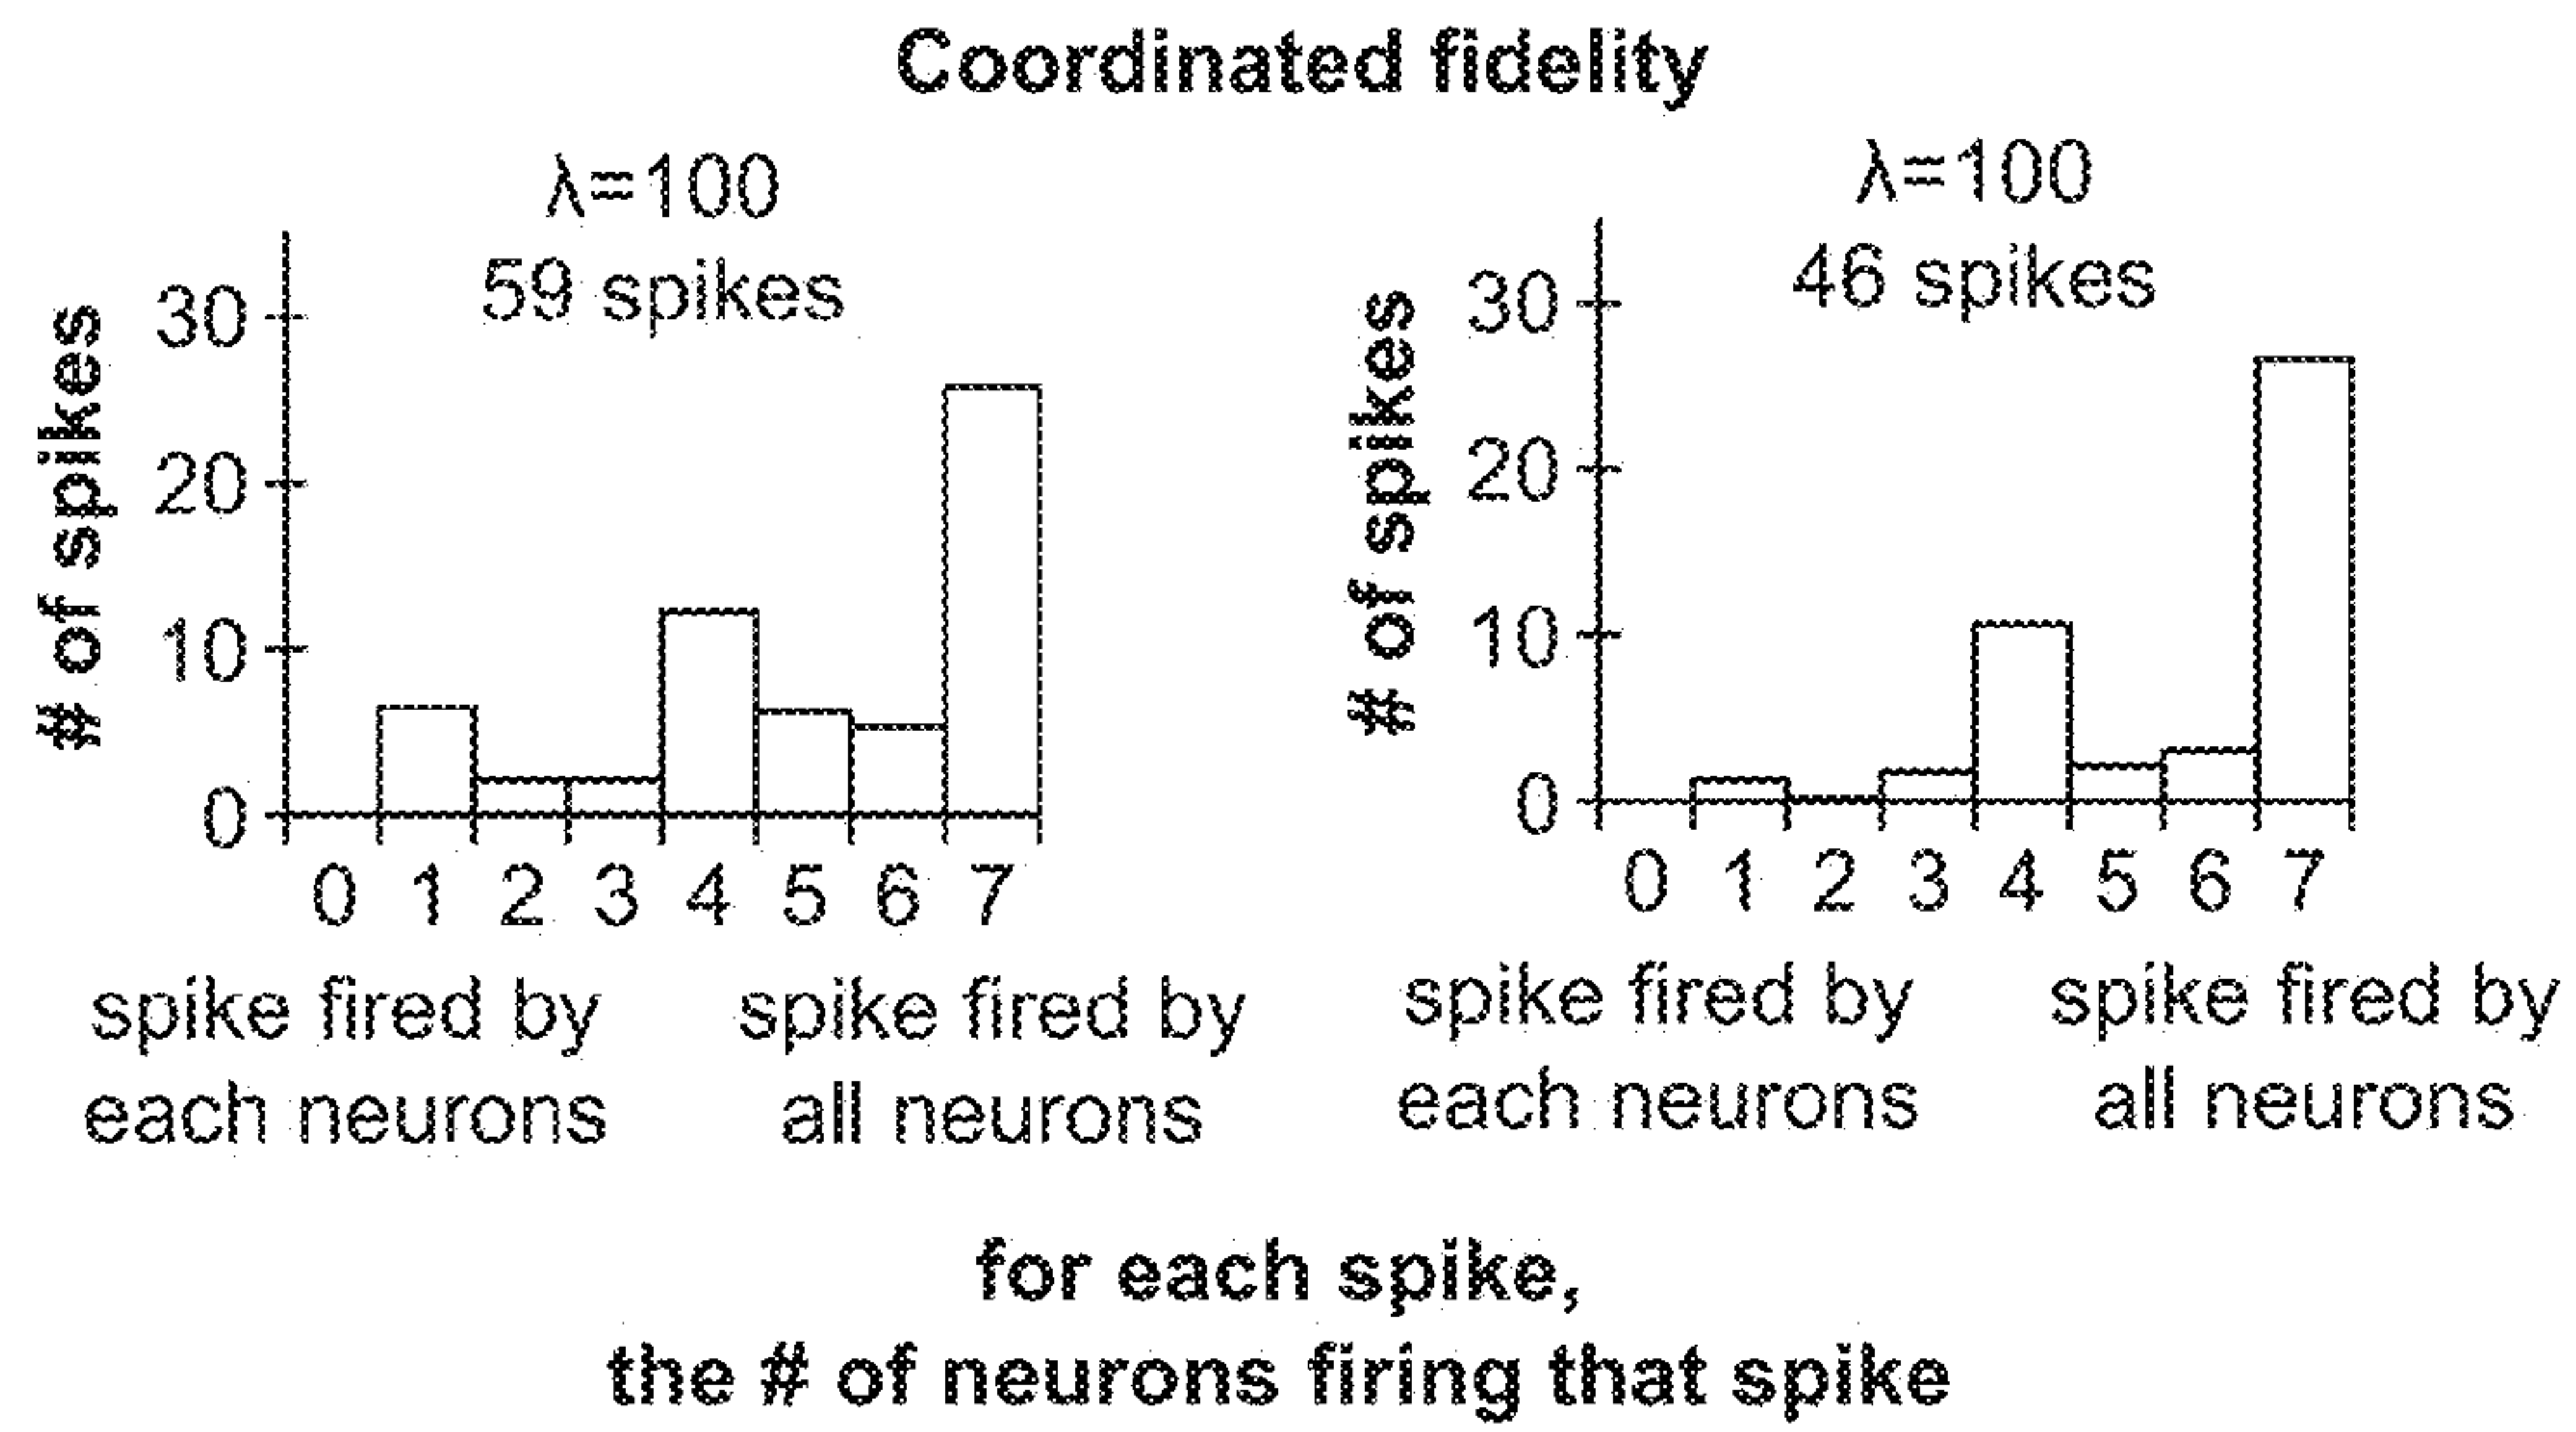 Coordinated fidelity
λ=100
59 spikes
# of spikes
30
20
10
0
0 1 2 3 4 5 6 7
spike fired by
each neurons
spike fired by
all neurons
λ=100
46 spikes
# of spikes
30
20
10
0
0 1 2 3 4 5 6 7
spike fired by
each neurons
spike fired by
all neurons
for each spike,
the # of neurons firing that spike